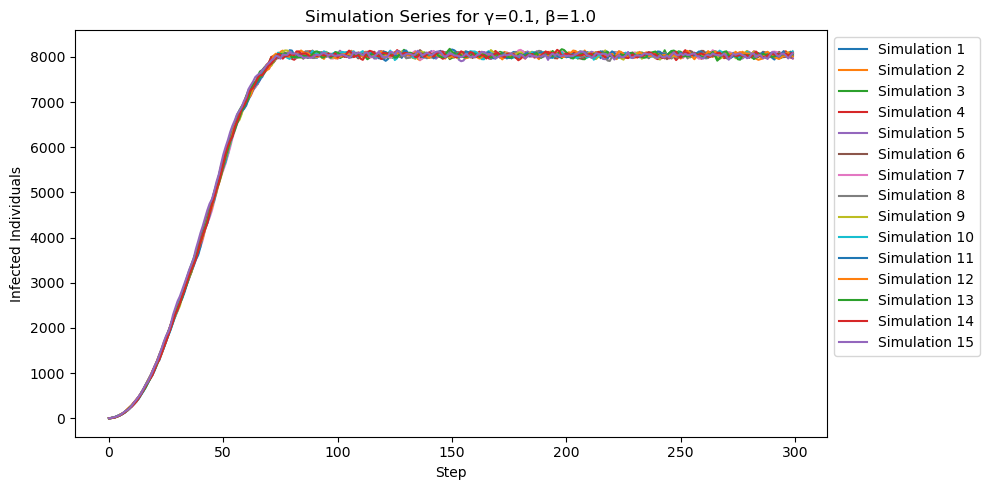 Simulation Series for γ=0.1, β=1.0
Infected Individuals
8000
7000
6000
5000
4000
3000
2000
1000
0
0 50 100 150 200 250 300
Step
Simulation 1
Simulation 2
Simulation 3
Simulation 4
Simulation 5
Simulation 6
Simulation 7
Simulation 8
Simulation 9
Simulation 10
Simulation 11
Simulation 12
Simulation 13
Simulation 14
Simulation 15